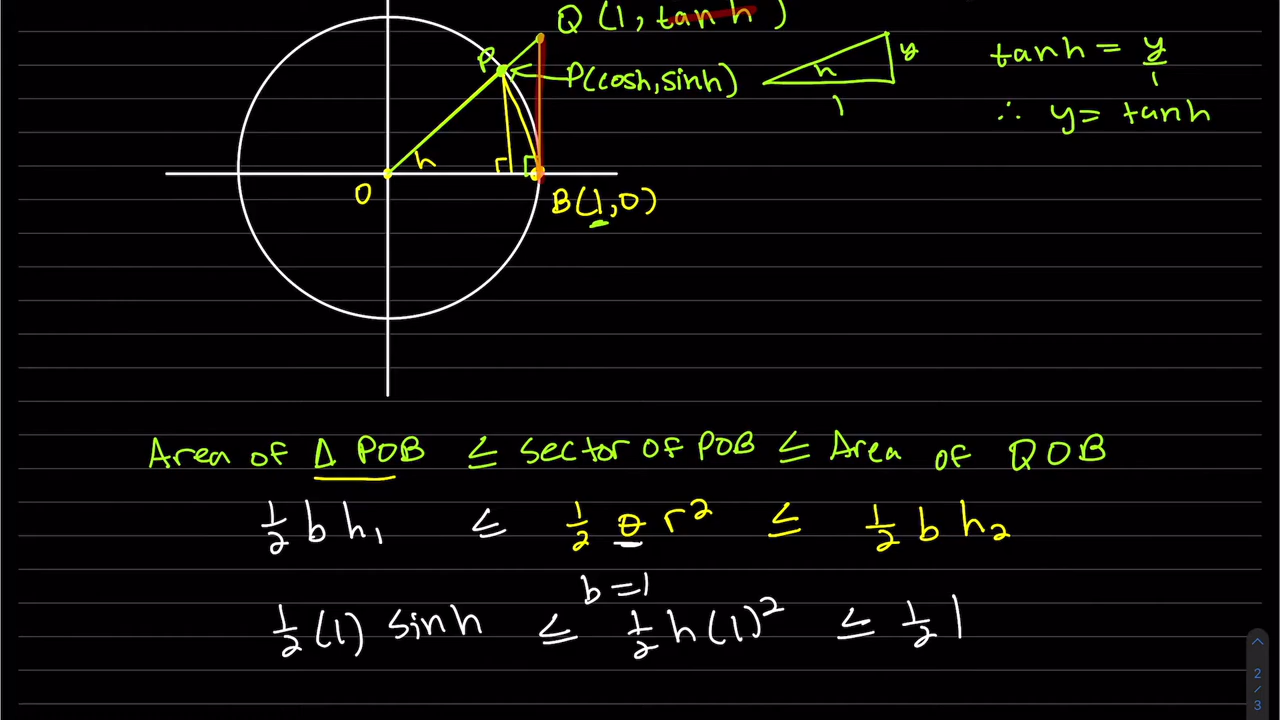 Q (1, tan h)
P
P(cosh, sinh)
h
y
1
tanh = y/1
∴ y = tanh
h
O
B(1,0)
Area of Δ POB ≤ sector of POB ≤ Area of QOB
1/2 b h₁ ≤ 1/2 θ r² ≤ 1/2 b h₂
b = 1
1/2 (1) sinh ≤ 1/2 h (1)² ≤ 1/2 1
2
/
3